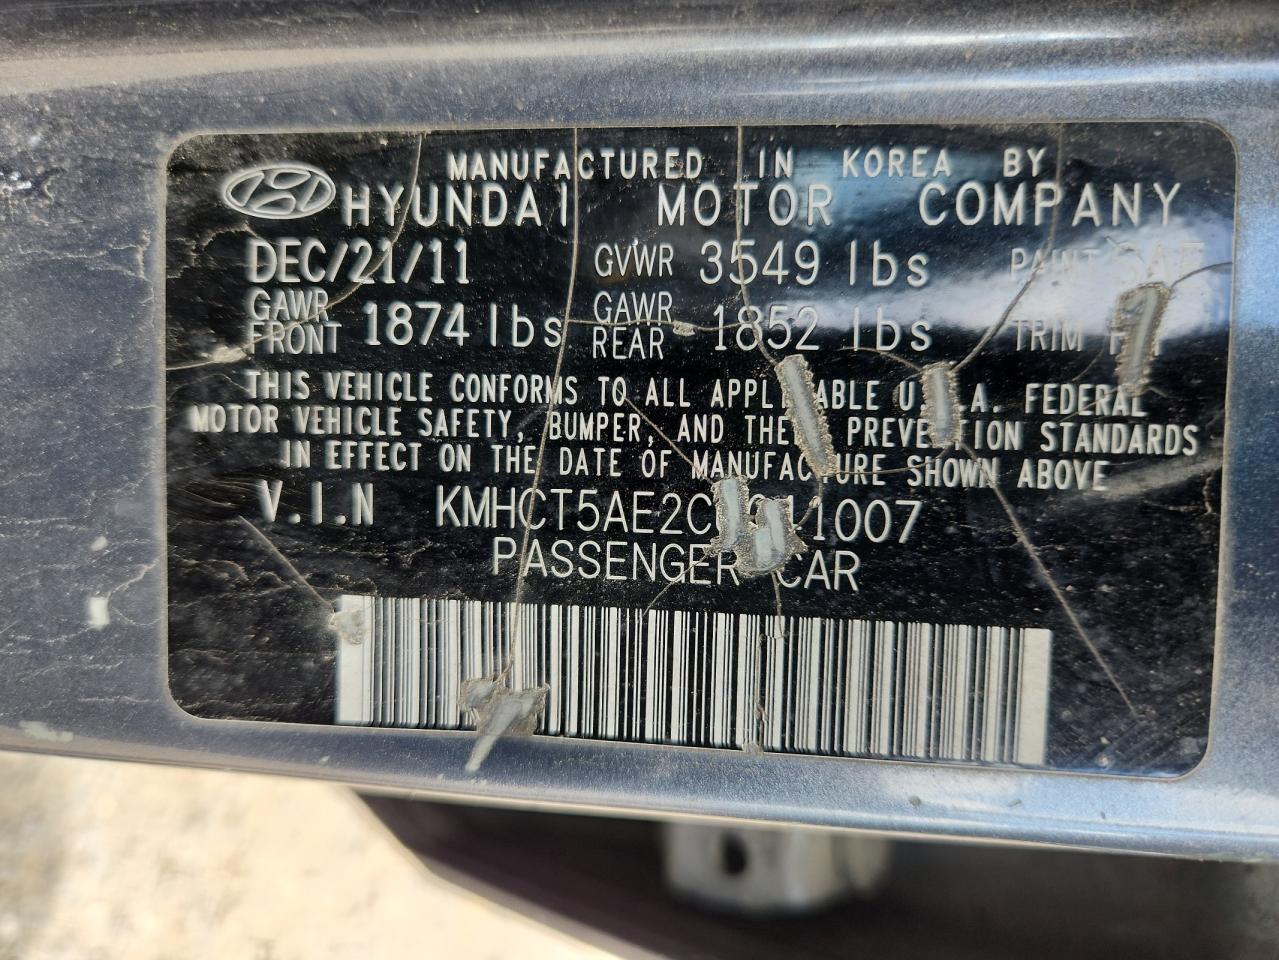 MANUFACTURED IN KOREA BY
HYUNDAI MOTOR COMPANY
DEC/21/11 GVWR 3549 lbs PAINT
GAWR FRONT 1874 lbs GAWR REAR 1852 lbs TRIM
THIS VEHICLE CONFORMS TO ALL APPL ABLE U A. FEDERAL
MOTOR VEHICLE SAFETY, BUMPER, AND THE PREVE TION STANDARDS
IN EFFECT ON THE DATE OF MANUFACTURE SHOWN ABOVE
V.I.N
PASSENGER CAR